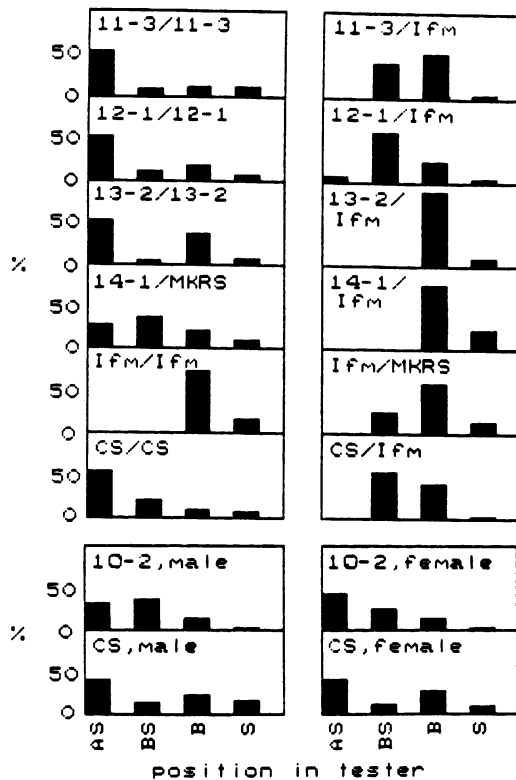 11-3/11-3
50
0
11-3/Ifm
12-1/12-1
50
0
12-1/Ifm
13-2/13-2
50
0
13-2/
Ifm
%
14-1/MKRS
50
0
14-1/
Ifm
Ifm/Ifm
50
0
Ifm/MKRS
CS/CS
50
0
CS/Ifm
10-2,male
50
0
10-2,female
%
CS,male
50
0
CS,female
AS BS B S AS BS B S
position in tester